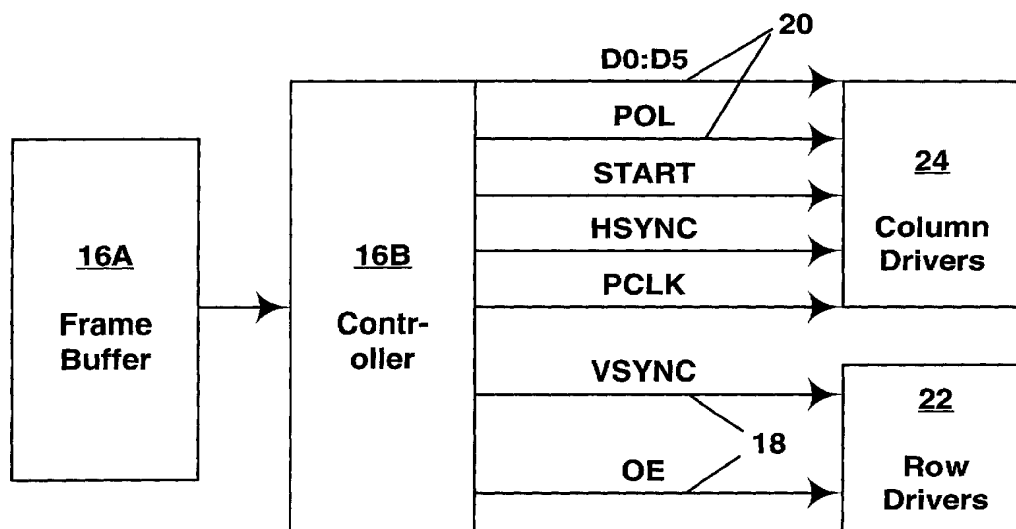 20
D0:D5
POL
START
HSYNC
PCLK
VSYNC
18
OE
16A
Frame
Buffer
16B
Contr-
oller
24
Column
Drivers
22
Row
Drivers